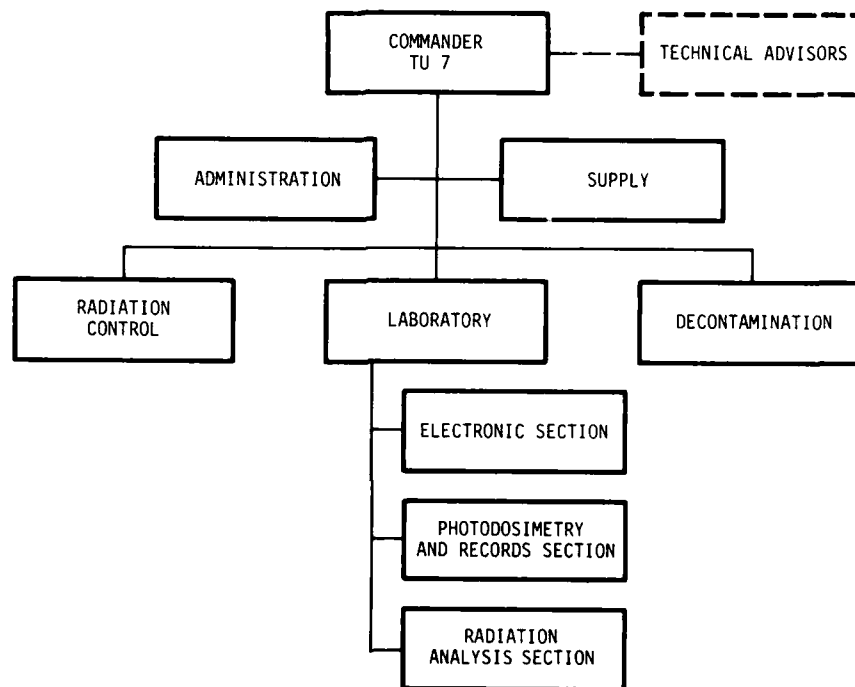 COMMANDER
TU 7
TECHNICAL ADVISORS
ADMINISTRATION
SUPPLY
RADIATION
CONTROL
LABORATORY
DECONTAMINATION
ELECTRONIC SECTION
PHOTODOSIMETRY
AND RECORDS SECTION
RADIATION
ANALYSIS SECTION